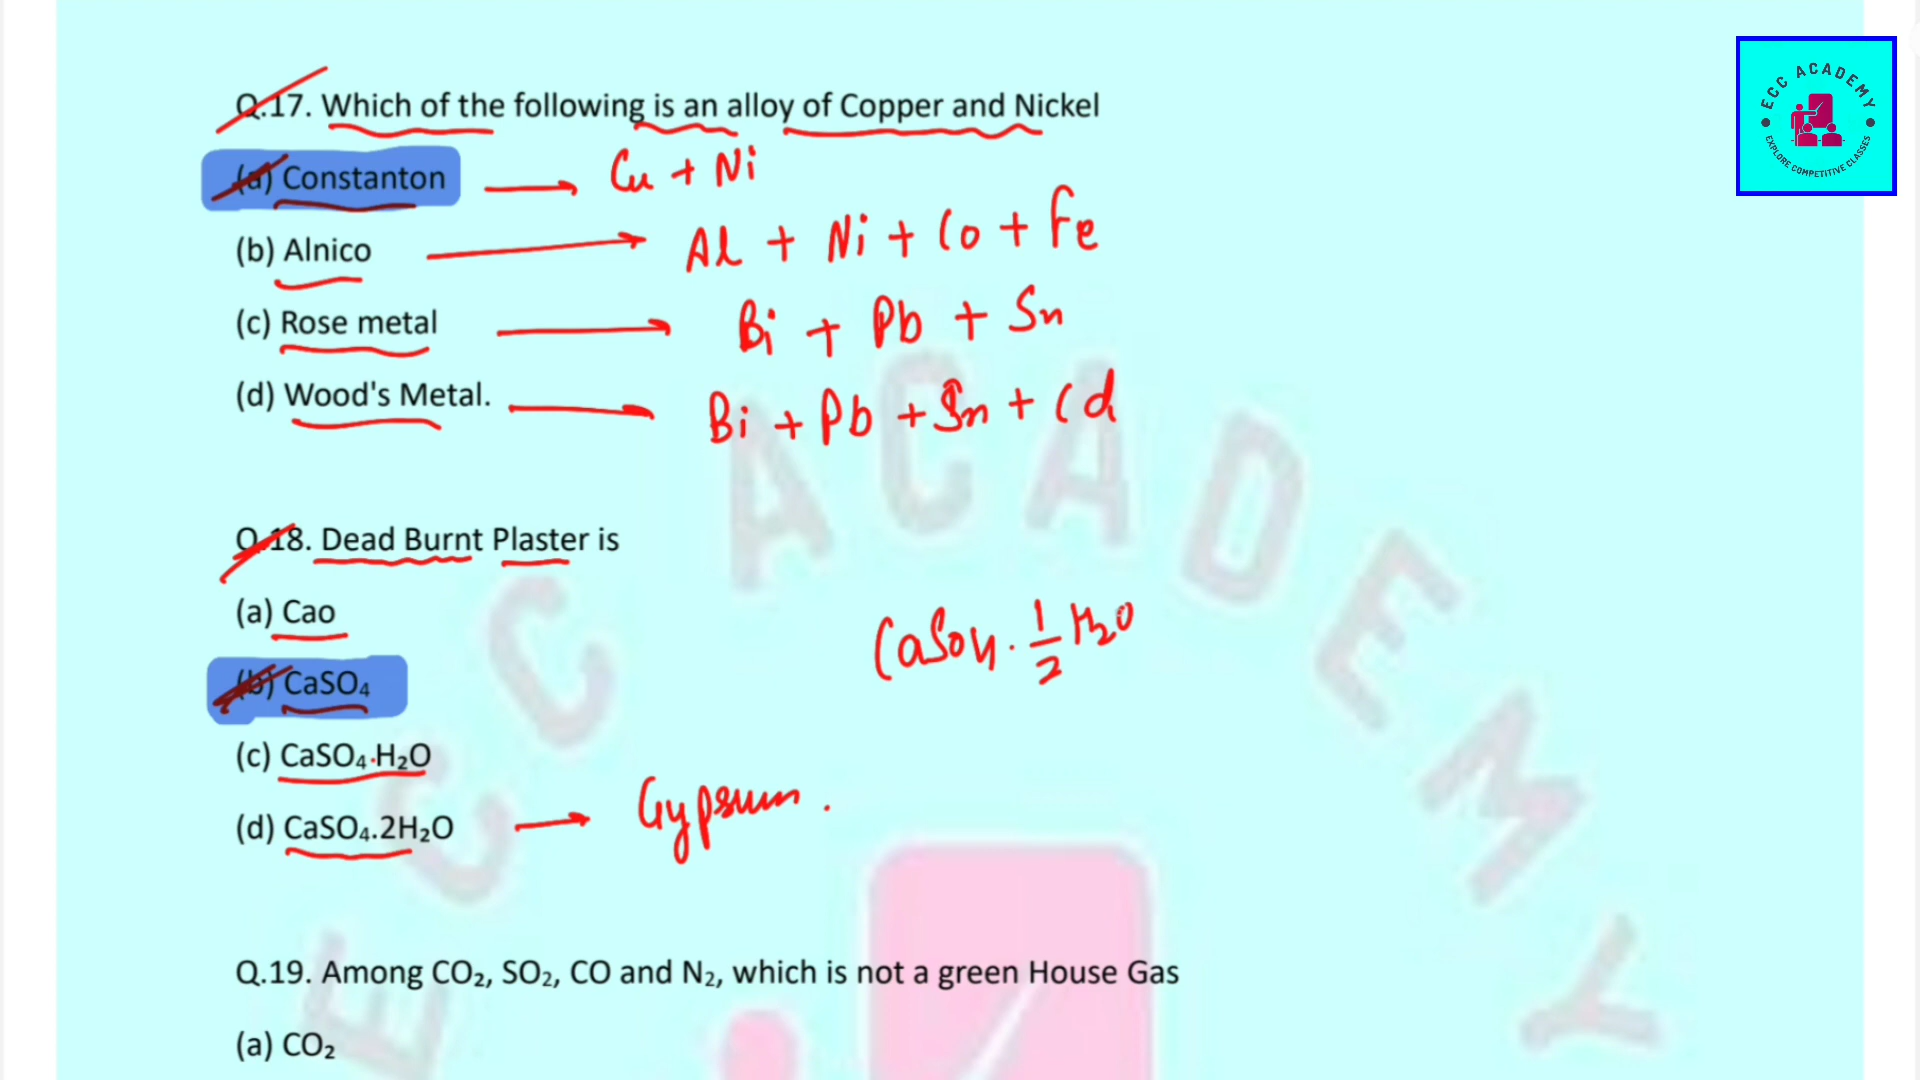 ECC ACADEMY
EXPLORE COMPETITIVE CLASSES
Q.17. Which of the following is an alloy of Copper and Nickel
(a) Constanton → Cu + Ni
(b) Alnico → Al + Ni + Co + Fe
(c) Rose metal → Bi + Pb + Sn
(d) Wood's Metal. → Bi + Pb + Sn + Cd
Q.18. Dead Burnt Plaster is
(a) Cao
CaSO4 · 1/2 H2O
(b) CaSO₄
(c) CaSO₄·H₂O
(d) CaSO₄.2H₂O → Gypsum.
Q.19. Among CO₂, SO₂, CO and N₂, which is not a green House Gas
(a) CO₂
ECC ACADEMY